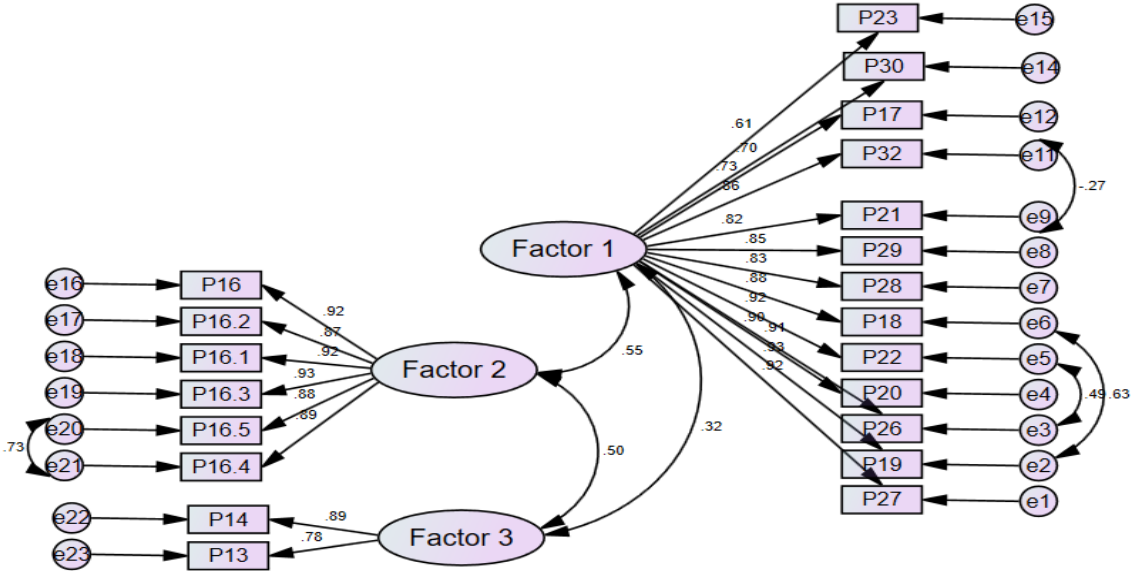 P23 e15
P30 e14
.61
P17 e12
.70
P32 e11
.73
.86
-.27
P21 e9
.82
Factor 1
.85
P29 e8
.83
e16 P16
P28 e7
.88
.92
.92
e17 P16.2
P18 e6
.90
.87
.91
.55
.92
e18 P16.1
P22 e5
.93
.93
Factor 2
.92
e19 P16.3
.88
P20 e4
.49 .63
.89
e20 P16.5
P26 e3
.32
.73
.50
e21 P16.4
P19 e2
P27 e1
e22 P14
.89
Factor 3
.78
e23 P13